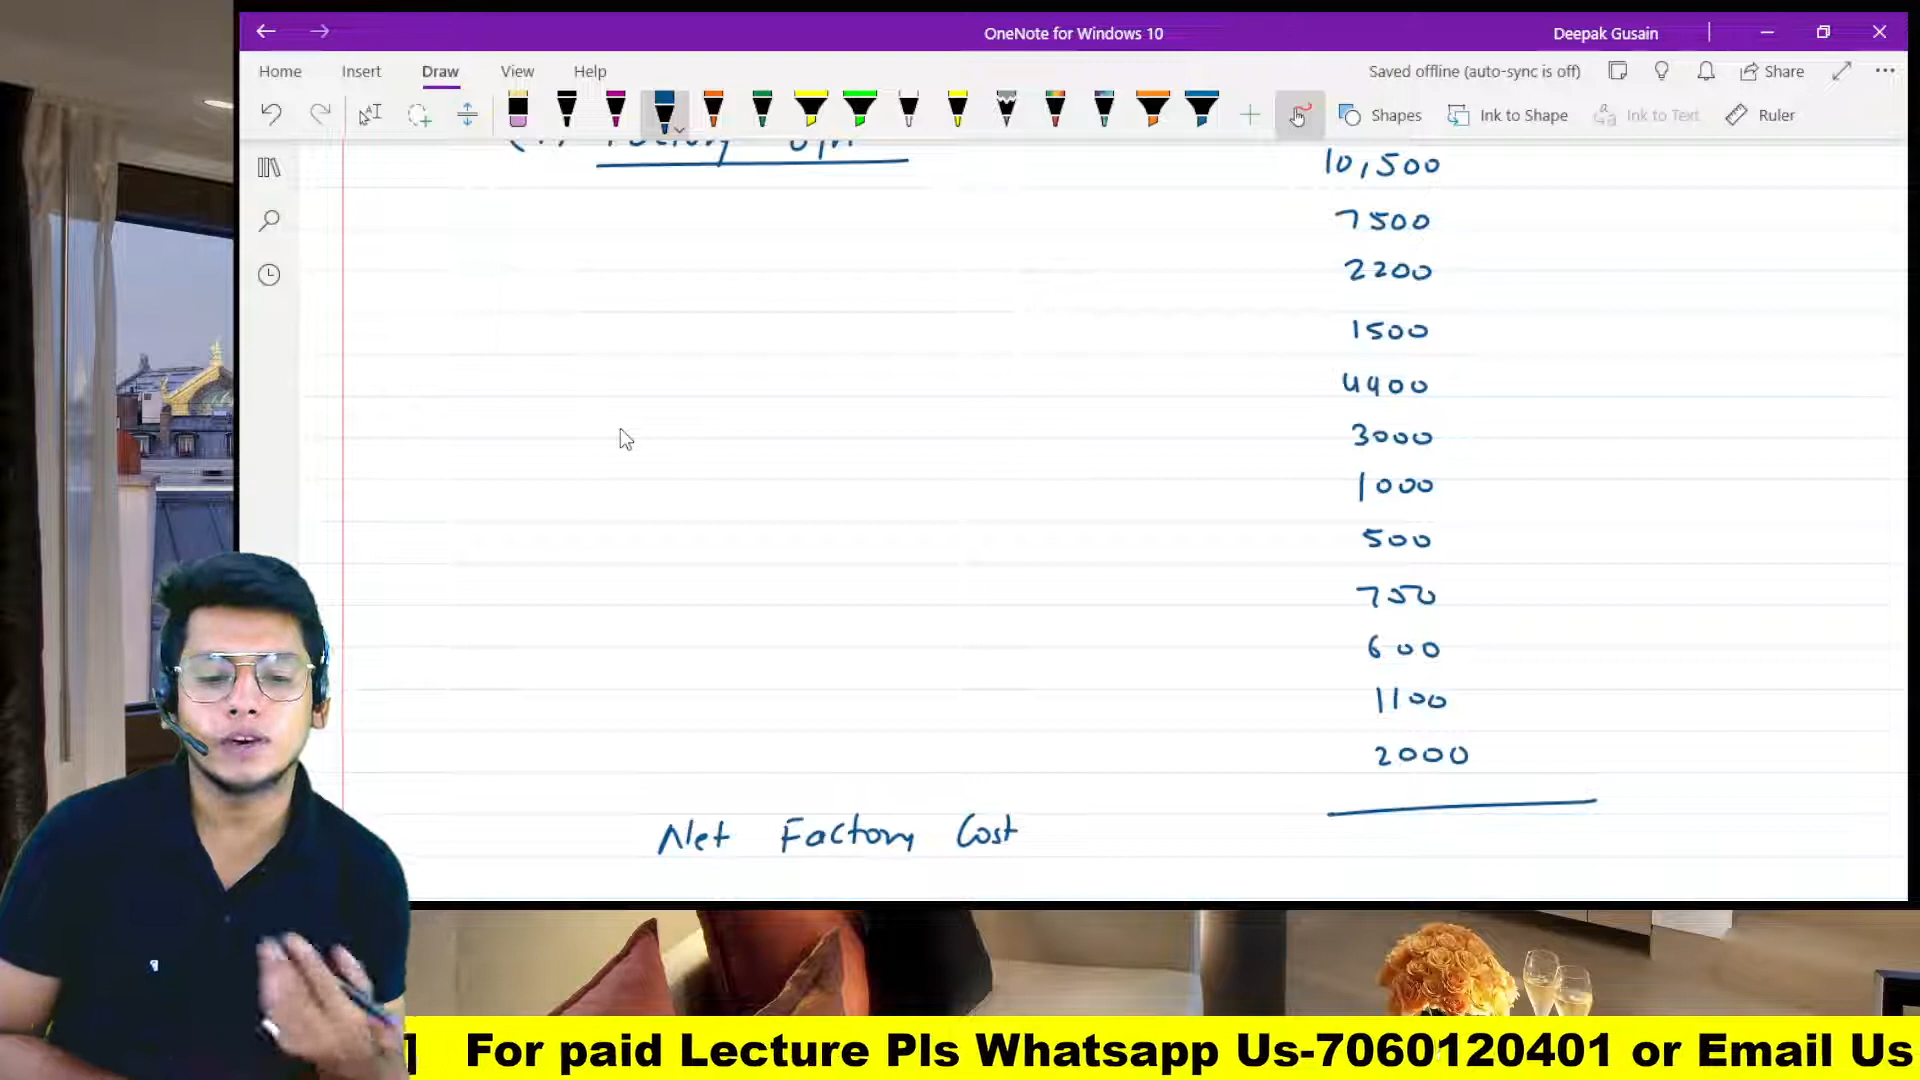 OneNote for Windows 10
Deepak Gusain
Home Insert Draw View Help
Saved offline (auto-sync is off) Share
Shapes Ink to Shape Ink to Text Ruler
Factory
10,500
7500
2200
1500
4400
3000
1000
500
750
600
1100
2000
Net Factory Cost
] For paid Lecture Pls Whatsapp Us-7060120401 or Email Us